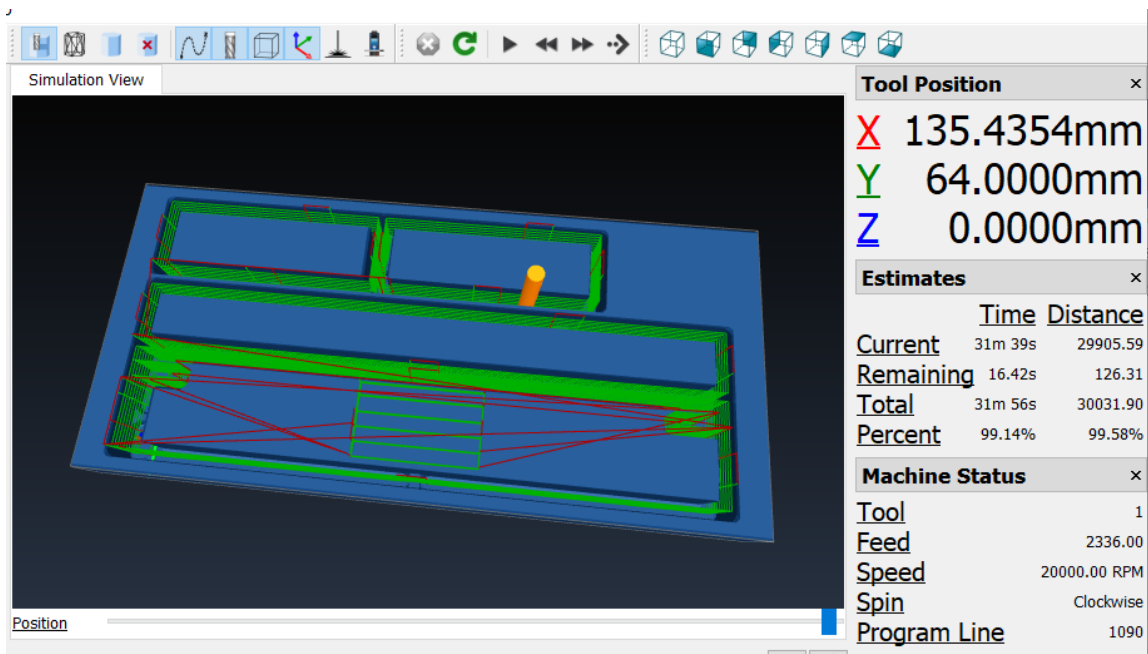 Simulation View
Tool Position
X 135.4354mm
Y 64.0000mm
Z 0.0000mm
Estimates
Time Distance
Current 31m 39s 29905.59
Remaining 16.42s 126.31
Total 31m 56s 30031.90
Percent 99.14% 99.58%
Machine Status
Tool 1
Feed 2336.00
Speed 20000.00 RPM
Spin Clockwise
Program Line 1090
Position